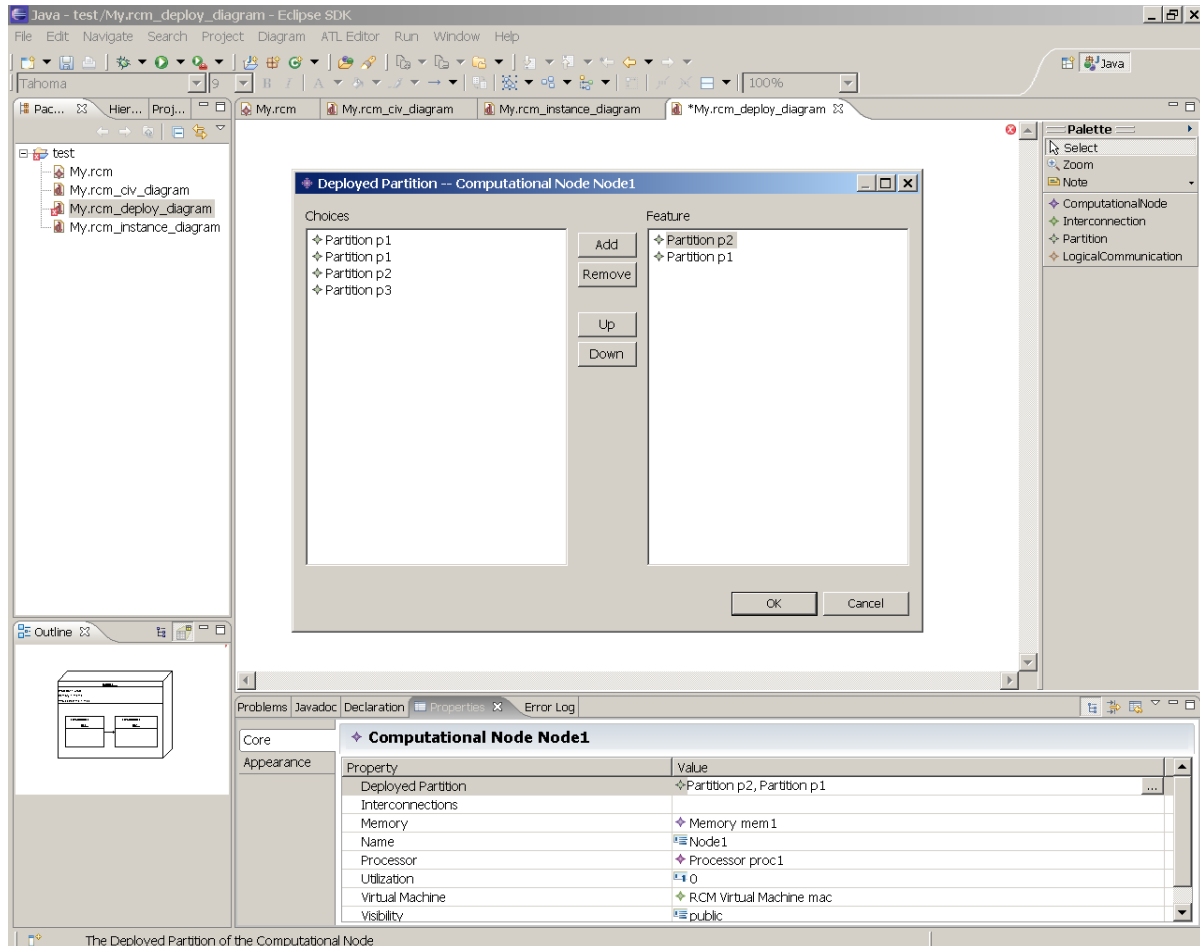 Java - test/My.rcm_deploy_diagram - Eclipse SDK
File Edit Navigate Search Project Diagram ATL Editor Run Window Help
Java
Tahoma 9 B I A 100%
Pac... Hier... Proj...
My.rcm My.rcm_civ_diagram My.rcm_instance_diagram *My.rcm_deploy_diagram
test
My.rcm
My.rcm_civ_diagram
My.rcm_deploy_diagram
My.rcm_instance_diagram
Deployed Partition -- Computational Node Node1
Choices
Partition p1
Partition p1
Partition p2
Partition p3
Add
Remove
Up
Down
Feature
Partition p2
Partition p1
OK Cancel
Palette
Select
Zoom
Note
ComputationalNode
Interconnection
Partition
LogicalCommunication
Outline
Problems Javadoc Declaration Properties Error Log
Core
Appearance
Computational Node Node1
Property Value
Deployed Partition Partition p2, Partition p1 ...
Interconnections
Memory Memory mem1
Name Node1
Processor Processor proc1
Utilization 0
Virtual Machine RCM Virtual Machine mac
Visibility public
The Deployed Partition of the Computational Node